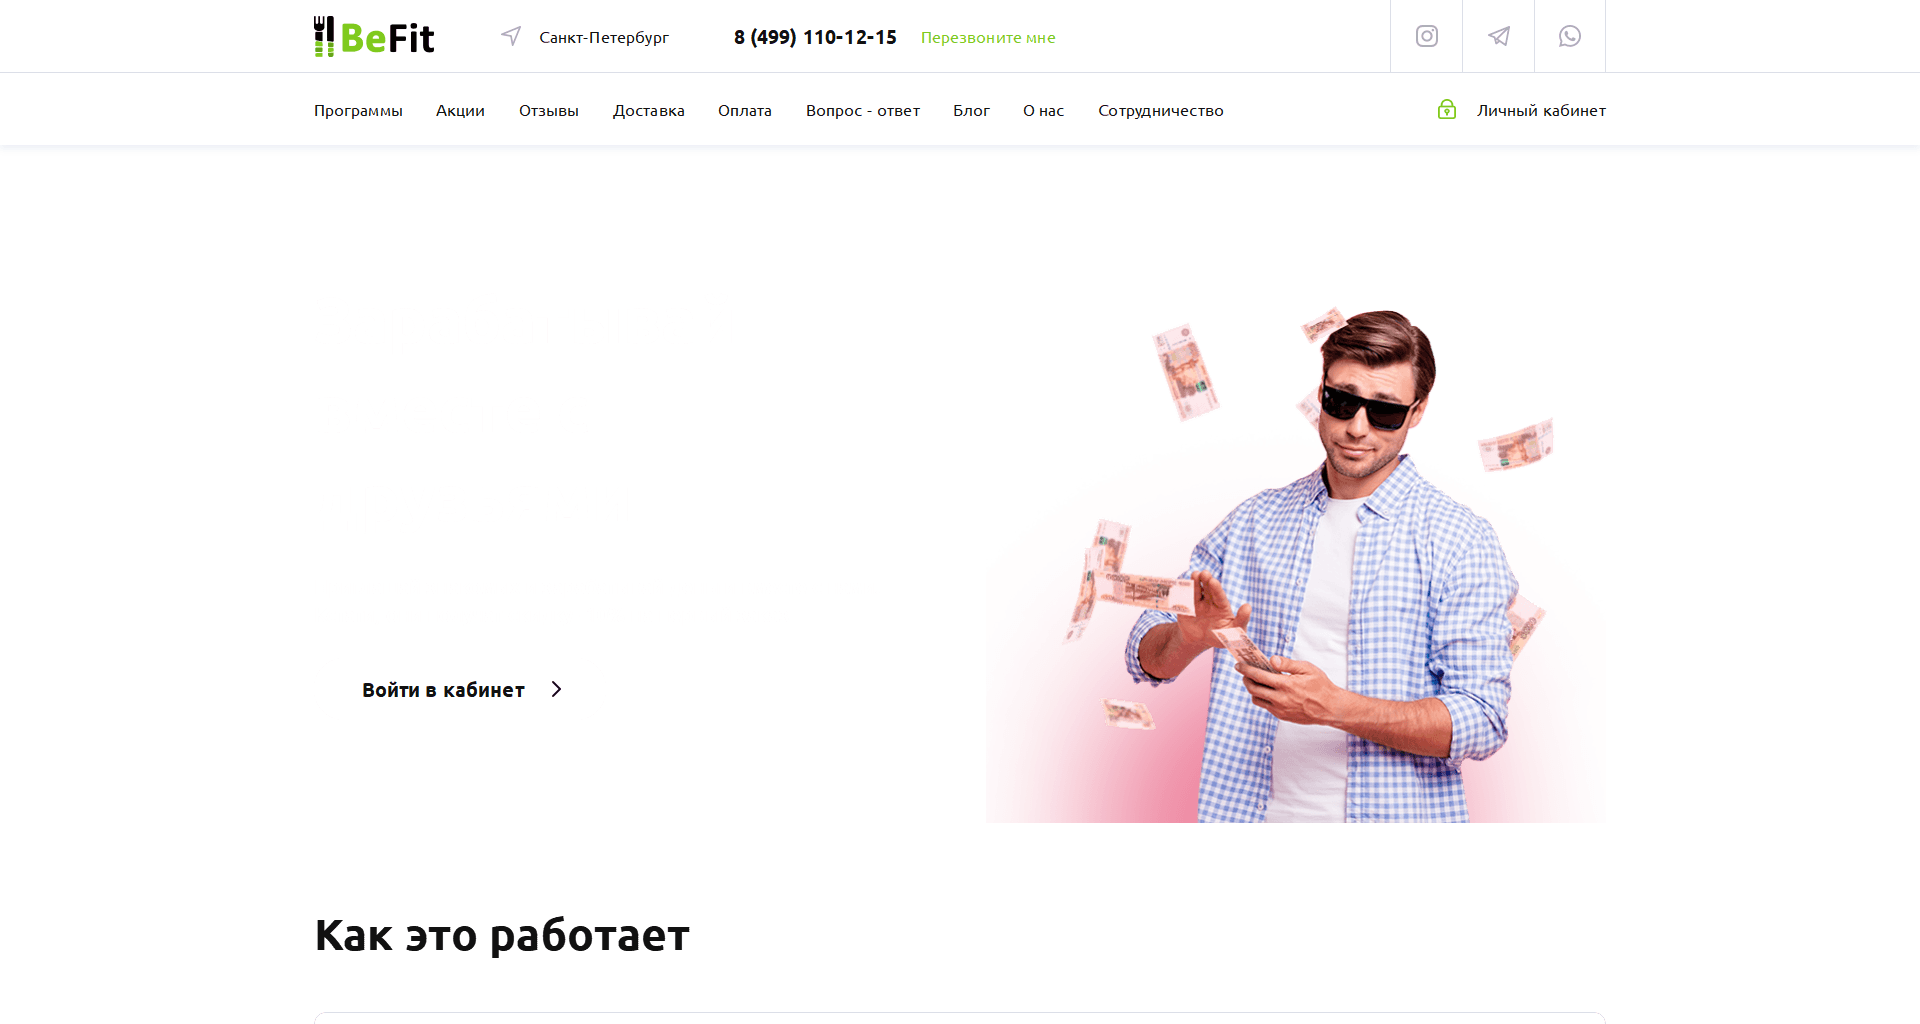 BeFit
Санкт-Петербург
8 (499) 110-12-15
Перезвоните мне
Программы
Акции
Отзывы
Доставка
Оплата
Вопрос - ответ
Блог
О нас
Сотрудничество
Личный кабинет
Войти в кабинет
Как это работает